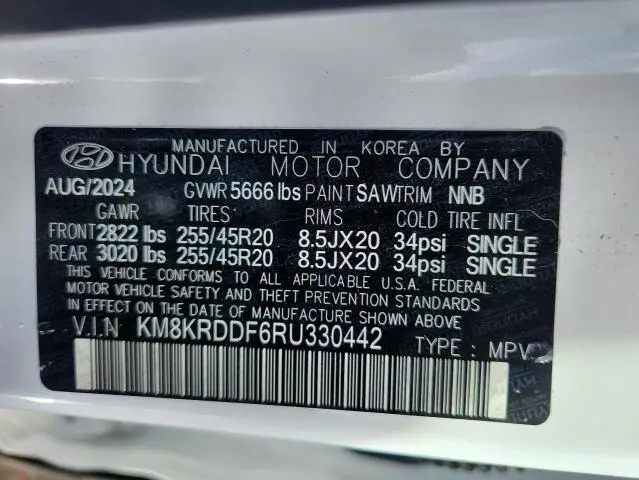 MANUFACTURED IN KOREA BY
HYUNDAI MOTOR COMPANY
AUG/2024 GVWR 5666 lbs PAINT SAW TRIM NNB
GAWR TIRES RIMS COLD TIRE INFL
FRONT 2822 lbs 255/45R20 8.5JX20 34psi SINGLE
REAR 3020 lbs 255/45R20 8.5JX20 34psi SINGLE
THIS VEHICLE CONFORMS TO ALL APPLICABLE U.S.A. FEDERAL
MOTOR VEHICLE SAFETY, BUMPER, AND THEFT PREVENTION STANDARDS
IN EFFECT ON THE DATE OF MANUFACTURE SHOWN ABOVE.
V.I.N KM8KRDDF6RU330442 TYPE : MPV